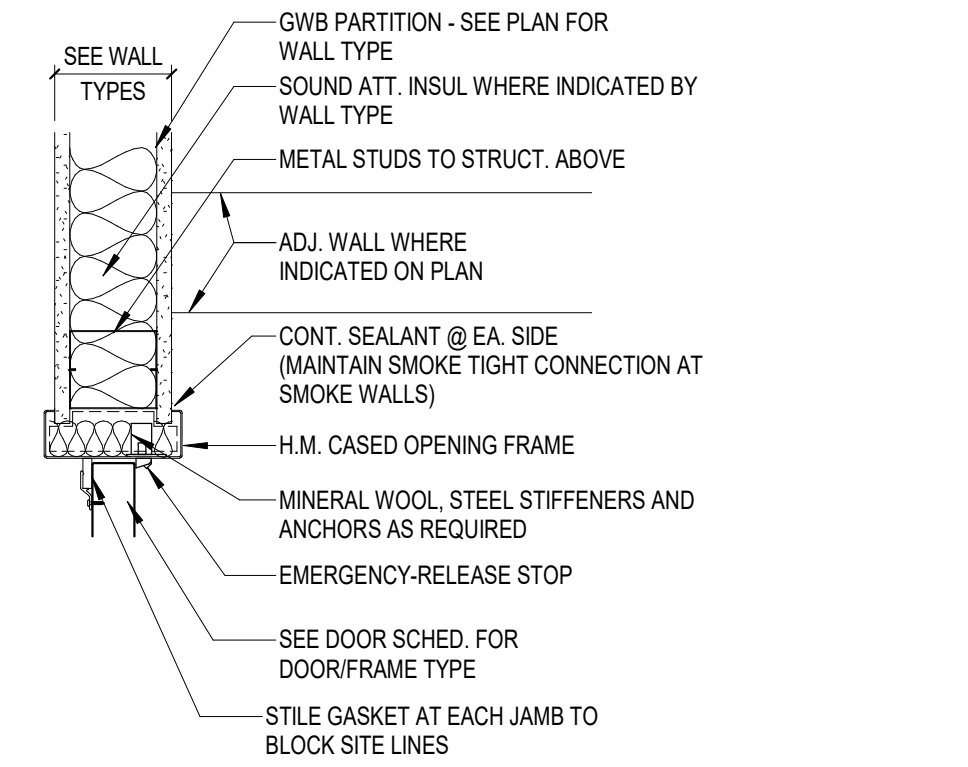 SEE WALL
TYPES
GWB PARTITION - SEE PLAN FOR
WALL TYPE
SOUND ATT. INSUL WHERE INDICATED BY
WALL TYPE
METAL STUDS TO STRUCT. ABOVE
ADJ. WALL WHERE
INDICATED ON PLAN
CONT. SEALANT @ EA. SIDE
(MAINTAIN SMOKE TIGHT CONNECTION AT
SMOKE WALLS)
H.M. CASED OPENING FRAME
MINERAL WOOL, STEEL STIFFENERS AND
ANCHORS AS REQUIRED
EMERGENCY-RELEASE STOP
SEE DOOR SCHED. FOR
DOOR/FRAME TYPE
STILE GASKET AT EACH JAMB TO
BLOCK SITE LINES